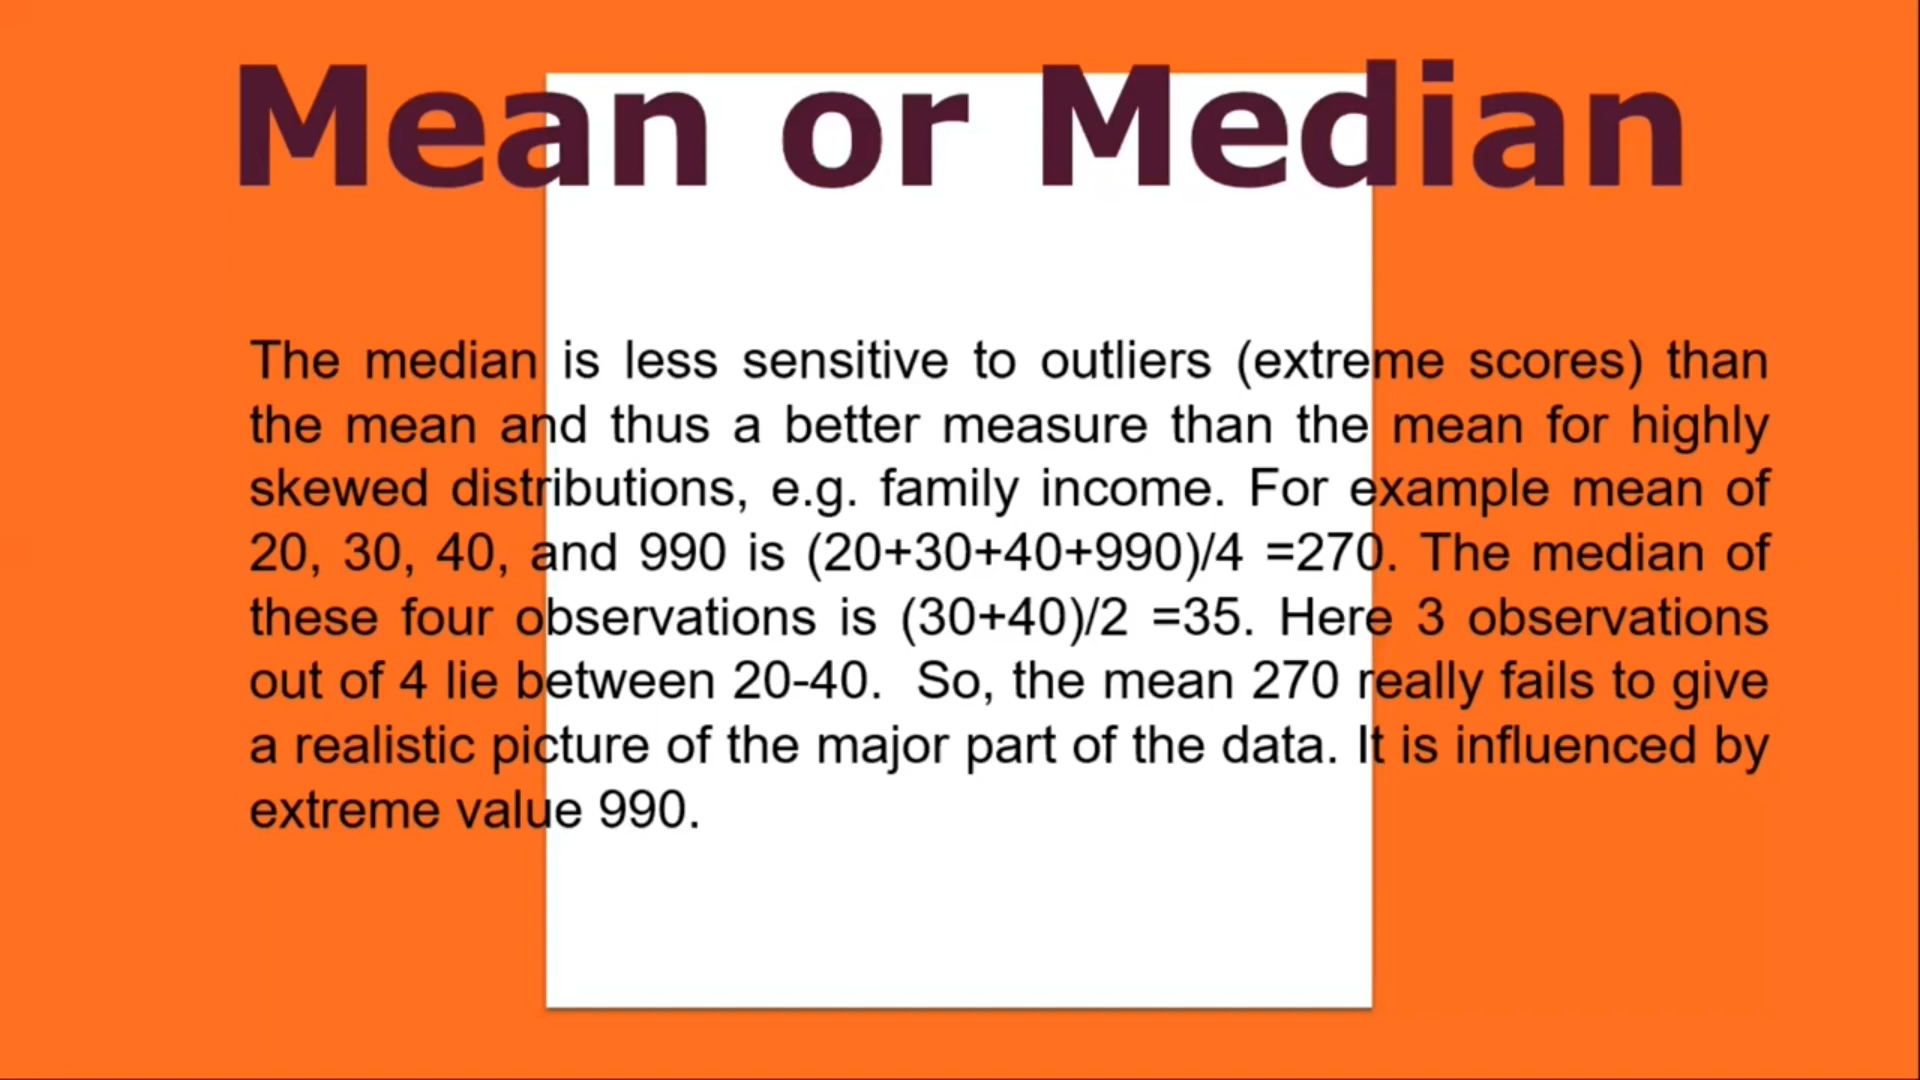 Mean or Median
The median is less sensitive to outliers (extreme scores) than
the mean and thus a better measure than the mean for highly
skewed distributions, e.g. family income. For example mean of
20, 30, 40, and 990 is (20+30+40+990)/4 =270. The median of
these four observations is (30+40)/2 =35. Here 3 observations
out of 4 lie between 20-40.  So, the mean 270 really fails to give
a realistic picture of the major part of the data. It is influenced by
extreme value 990.